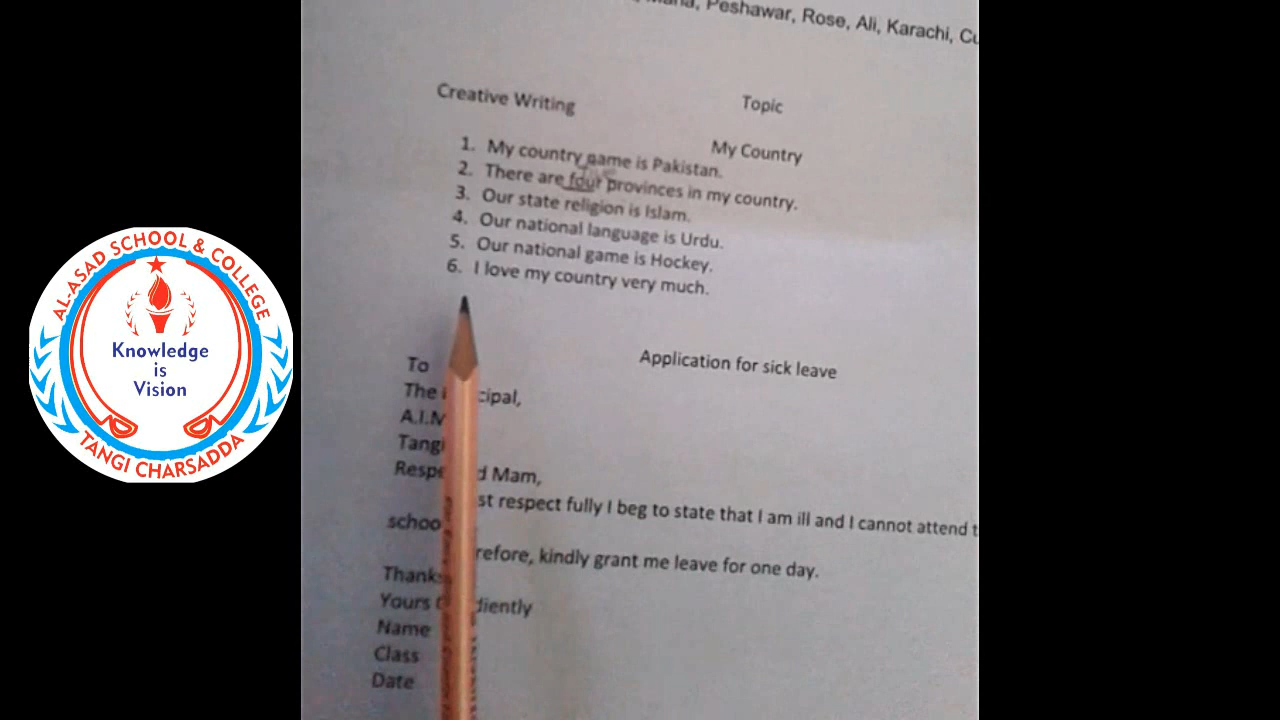 Peshawar, Rose, Ali, Karachi,
Creative Writing
Topic
My Country
1. My country name is Pakistan.
2. There are four provinces in my country.
3. Our state religion is Islam.
4. Our national language is Urdu.
5. Our national game is Hockey.
6. I love my country very much.
Application for sick leave
To
The cipal,
A.I.M
Tangi
Resp d Mam,
st respect fully I beg to state that I am ill and I cannot attend t
schoo
refore, kindly grant me leave for one day.
Thanks
Yours diently
Name
Class
Date
AL-ASAD SCHOOL & COLLEGE
Knowledge
is
Vision
TANGI CHARSADDA